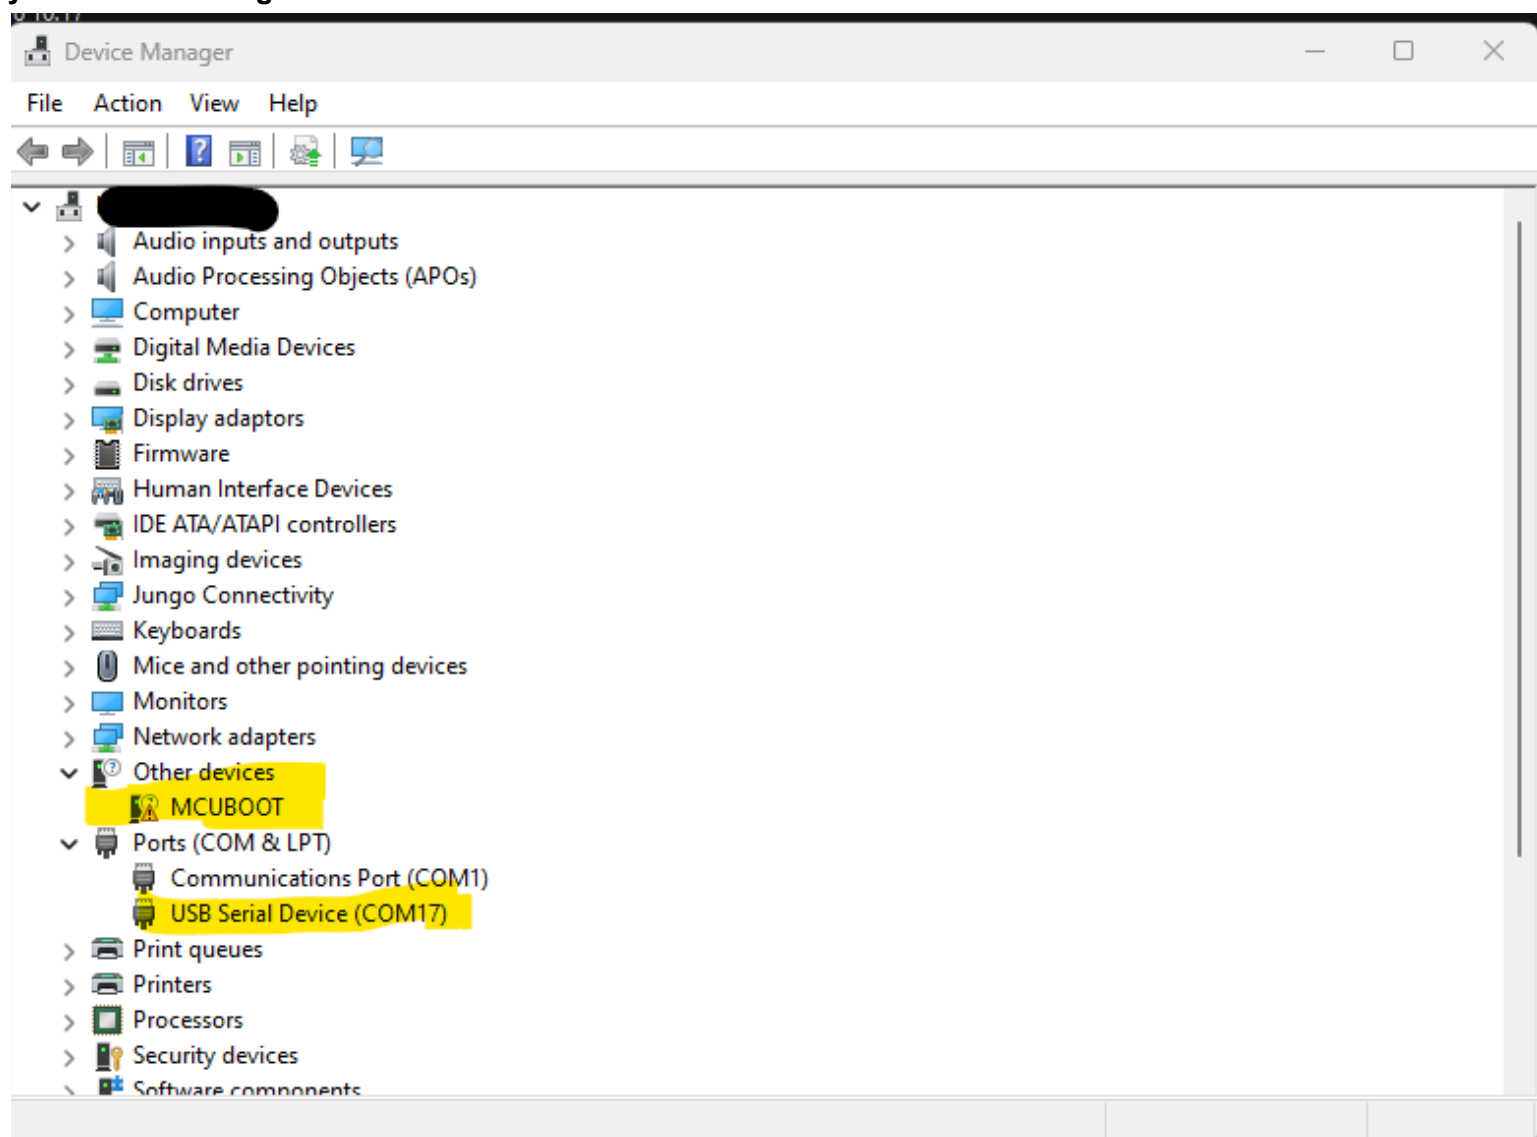 Device Manager
File Action View Help
Audio inputs and outputs
Audio Processing Objects (APOs)
Computer
Digital Media Devices
Disk drives
Display adaptors
Firmware
Human Interface Devices
IDE ATA/ATAPI controllers
Imaging devices
Jungo Connectivity
Keyboards
Mice and other pointing devices
Monitors
Network adapters
Other devices
MCUBOOT
Ports (COM & LPT)
Communications Port (COM1)
USB Serial Device (COM17)
Print queues
Printers
Processors
Security devices
Software components